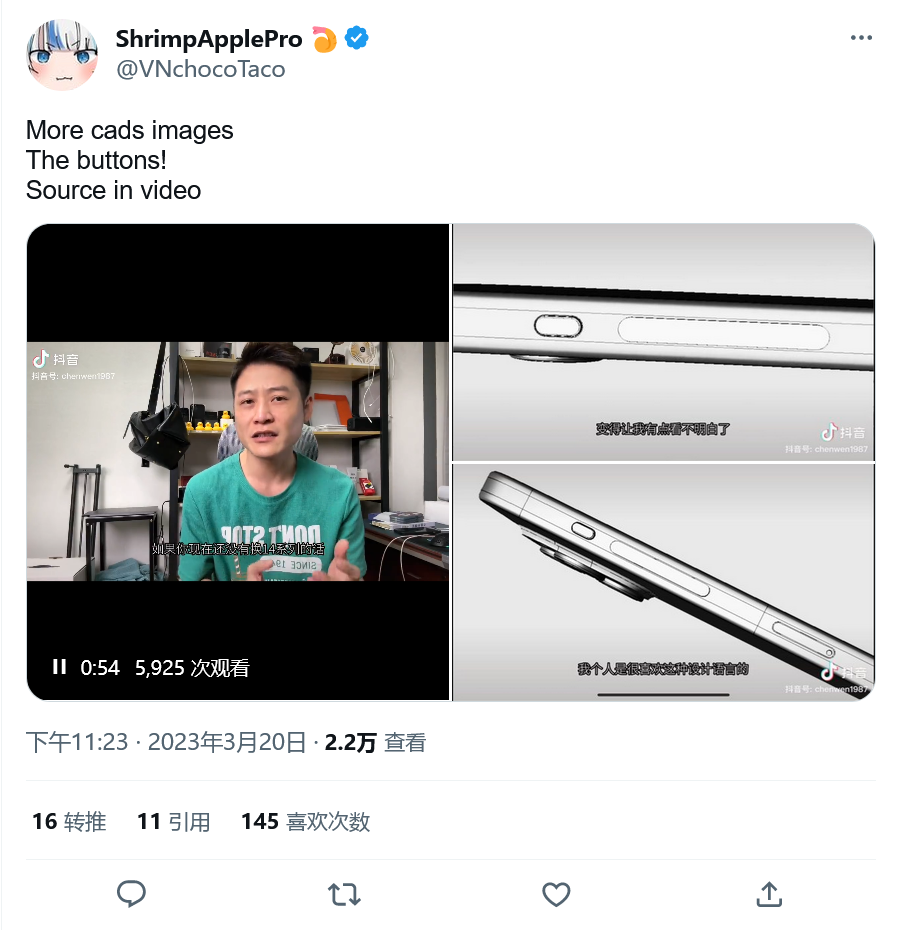 ShrimpApplePro
@VNchocoTaco
More cads images
The buttons!
Source in video
抖音
抖音号: chenwen1987
DON'T STOP
SINCE 191
如果你现在还没有换14系列的话
0:54 5,925 次观看
变得让我有点看不明白了
抖音
抖音号: chenwen1987
我个人是很喜欢这种设计语言的
抖音
抖音号: chenwen1987
下午11:23 · 2023年3月20日 · 2.2万 查看
16 转推 11 引用 145 喜欢次数